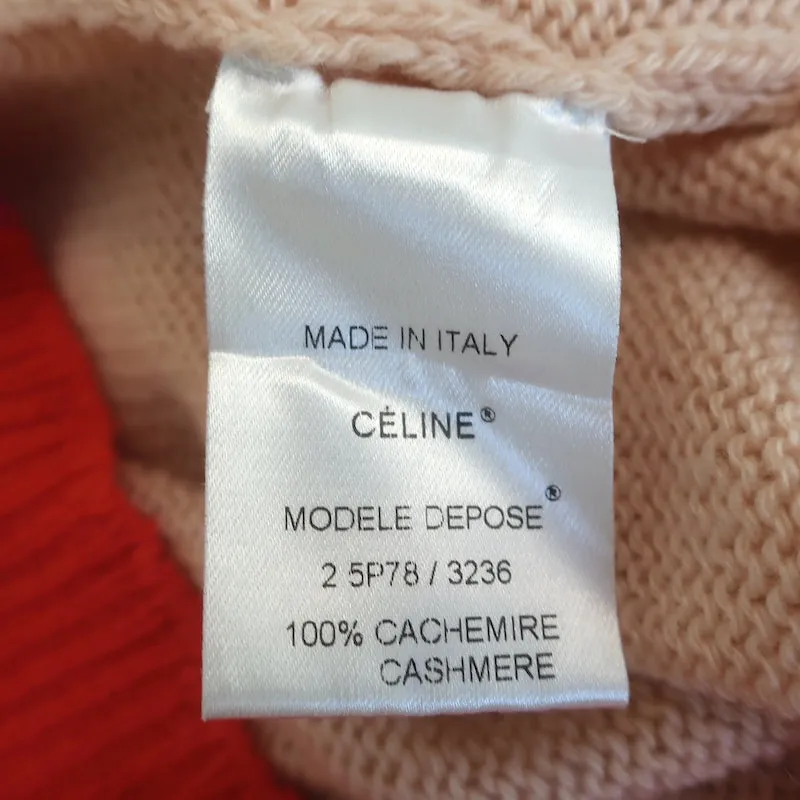 MADE IN ITALY
CÉLINE®
MODELE DEPOSE®
2 5P78 / 3236
100% CACHEMIRE
CASHMERE